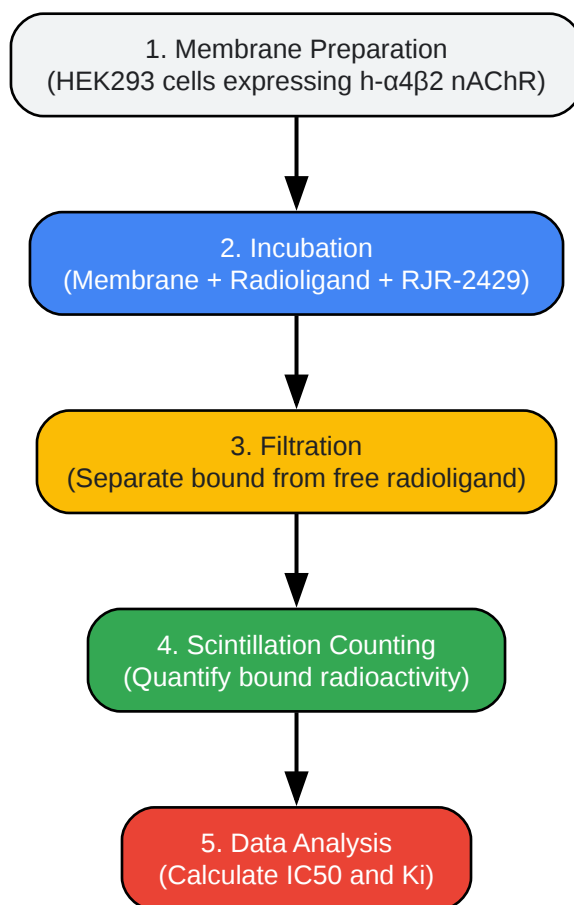 1. Membrane Preparation
(HEK293 cells expressing h-α4β2 nAChR)
2. Incubation
(Membrane + Radioligand + RJR-2429)
3. Filtration
(Separate bound from free radioligand)
4. Scintillation Counting
(Quantify bound radioactivity)
5. Data Analysis
(Calculate IC50 and Ki)